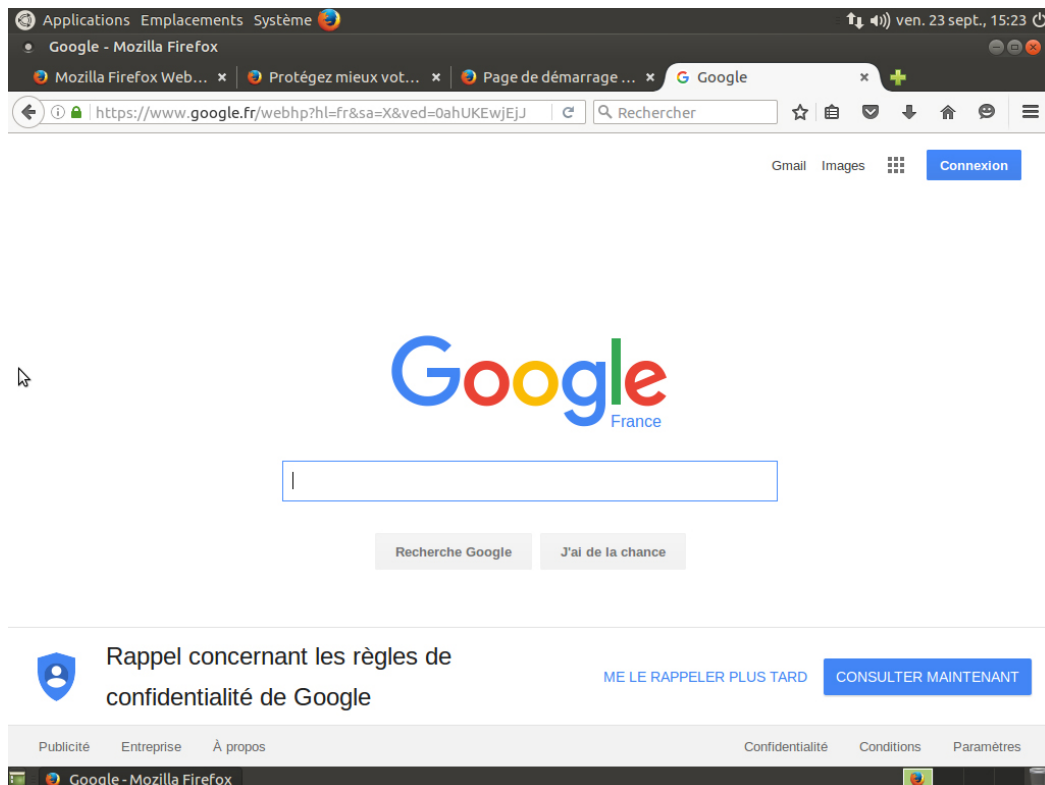 Applications Emplacements Système ven. 23 sept., 15:23
Google - Mozilla Firefox
Mozilla Firefox Web... Protégez mieux vot... Page de démarrage ... Google
https://www.google.fr/webhp?hl=fr&sa=X&ved=0ahUKEwjEjJ Rechercher
Gmail Images Connexion
Google
France
Recherche Google J'ai de la chance
Rappel concernant les règles de
confidentialité de Google
ME LE RAPPELER PLUS TARD CONSULTER MAINTENANT
Publicité Entreprise À propos Confidentialité Conditions Paramètres
Google - Mozilla Firefox